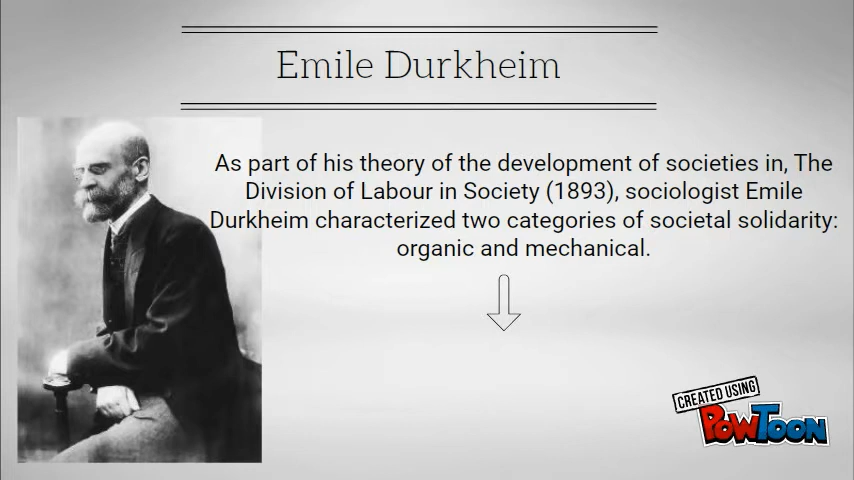 Emile Durkheim
As part of his theory of the development of societies in, The
Division of Labour in Society (1893), sociologist Emile
Durkheim characterized two categories of societal solidarity:
organic and mechanical.
CREATED USING
POWTOON